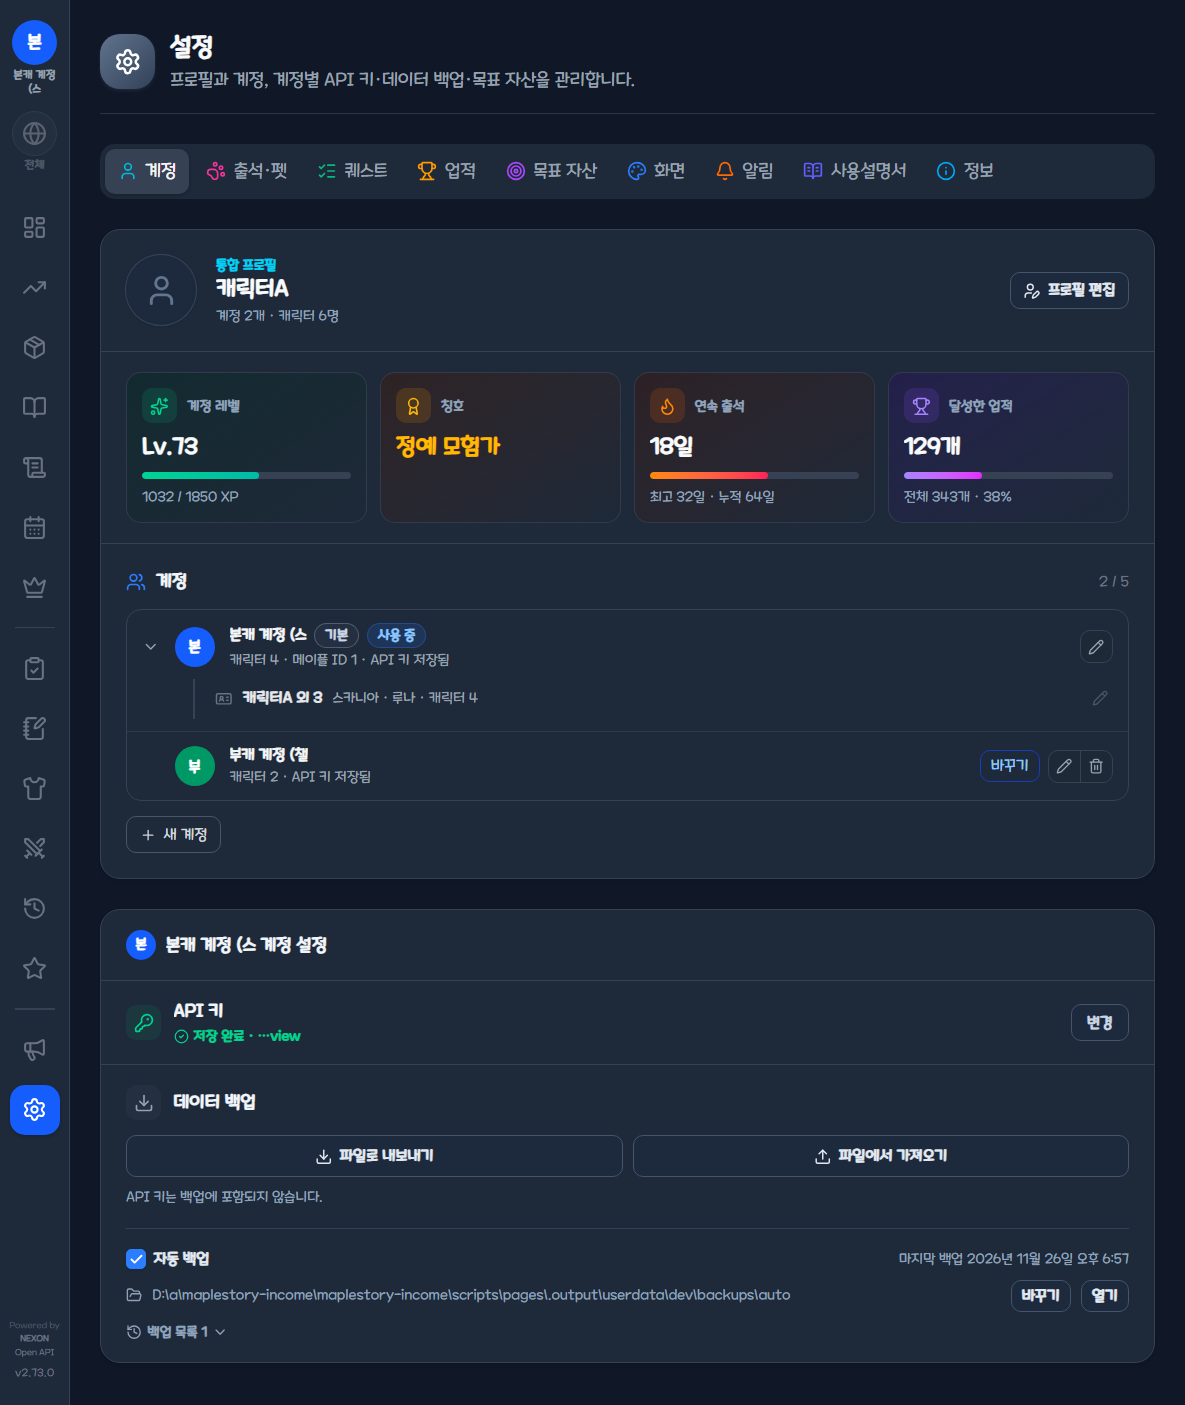 본
본캐 계정
(스
전체
Powered by
NEXON
Open API
v2.73.0
설정
프로필과 계정, 계정별 API 키·데이터 백업·목표 자산을 관리합니다.
계정
출석·펫
퀘스트
업적
목표 자산
화면
알림
사용설명서
정보
통합 프로필
캐릭터A
계정 2개 · 캐릭터 6명
프로필 편집
계정 레벨
Lv.73
1032 / 1850 XP
칭호
정예 모험가
연속 출석
18일
최고 32일 · 누적 64일
달성한 업적
129개
전체 343개 · 38%
계정
2 / 5
본
본캐 계정 (스
기본
사용 중
캐릭터 4 · 메이플 ID 1 · API 키 저장됨
캐릭터A 외 3 스카니아 · 루나 · 캐릭터 4
부
부캐 계정 (챌
캐릭터 2 · API 키 저장됨
바꾸기
새 계정
본
본캐 계정 (스 계정 설정
API 키
저장 완료 · ···view
변경
데이터 백업
파일로 내보내기
파일에서 가져오기
API 키는 백업에 포함되지 않습니다.
자동 백업
마지막 백업 2026년 11월 26일 오후 6:57
D:\a\maplestory-income\maplestory-income\scripts\pages\.output\userdata\dev\backups\auto
바꾸기
열기
백업 목록 1